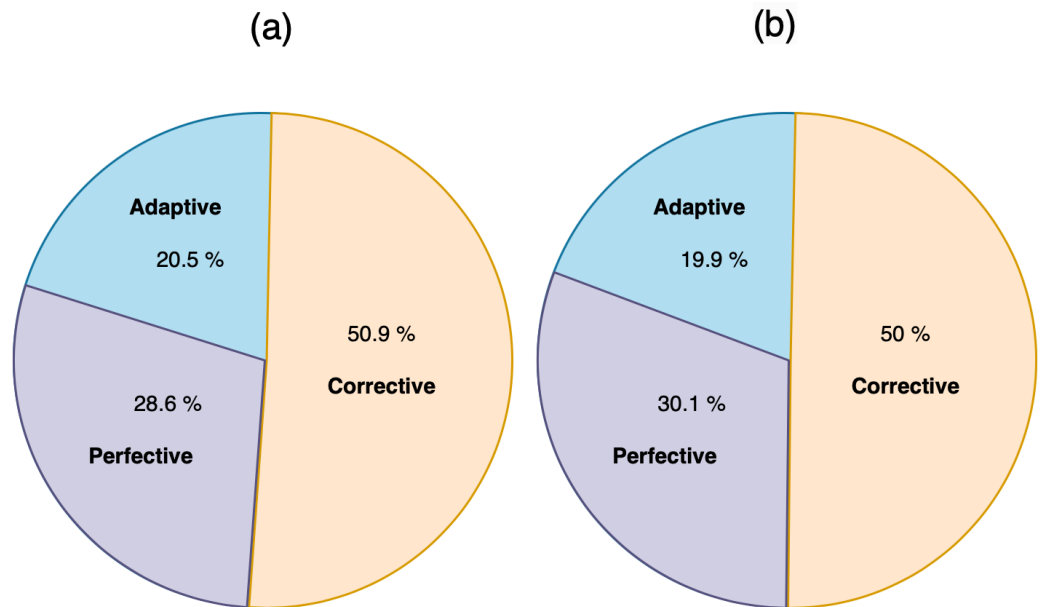 (a)
Adaptive
20.5 %
50.9 %
Corrective
28.6 %
Perfective
(b)
Adaptive
19.9 %
50 %
Corrective
30.1 %
Perfective